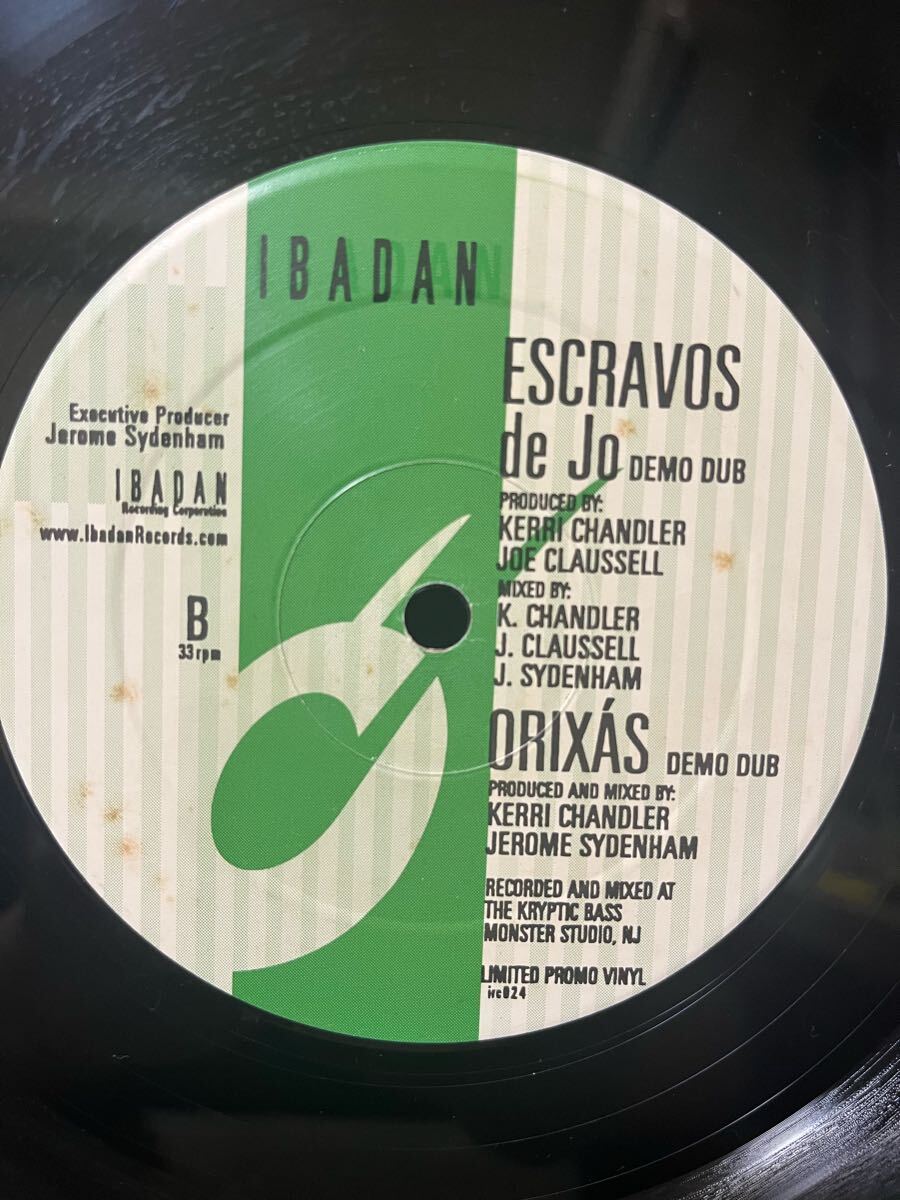 IBADAN
Executive Producer
Jerome Sydenham
IBADAN
Recording Corporation
www.IbadanRecords.com
B
33rpm
ESCRAVOS
de Jo DEMO DUB
PRODUCED BY:
KERRI CHANDLER
JOE CLAUSSELL
MIXED BY:
K. CHANDLER
J. CLAUSSELL
J. SYDENHAM
ORIXÁS DEMO DUB
PRODUCED AND MIXED BY:
KERRI CHANDLER
JEROME SYDENHAM
RECORDED AND MIXED AT
THE KRYPTIC BASS
MONSTER STUDIO, NJ
LIMITED PROMO VINYL
irc024